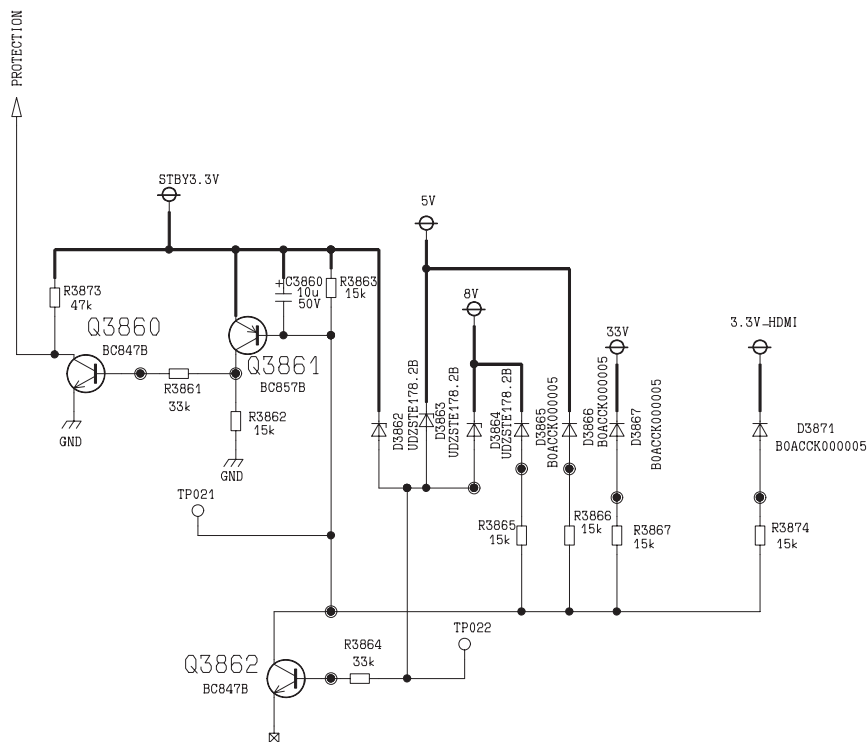 PROTECTION
STBY3.3V
5V
8V
33V
3.3V_HDMI
R3873
47k
C3860
10u
50V
R3863
15k
Q3860
BC847B
Q3861
BC857B
R3861
33k
R3862
15k
GND
GND
D3862
UDZSTE178.2B
D3863
UDZSTE178.2B
D3864
UDZSTE178.2B
D3865
B0ACCK000005
D3866
B0ACCK000005
D3867
B0ACCK000005
D3871
B0ACCK000005
TP021
R3865
15k
R3866
15k
R3867
15k
R3874
15k
TP022
R3864
33k
Q3862
BC847B